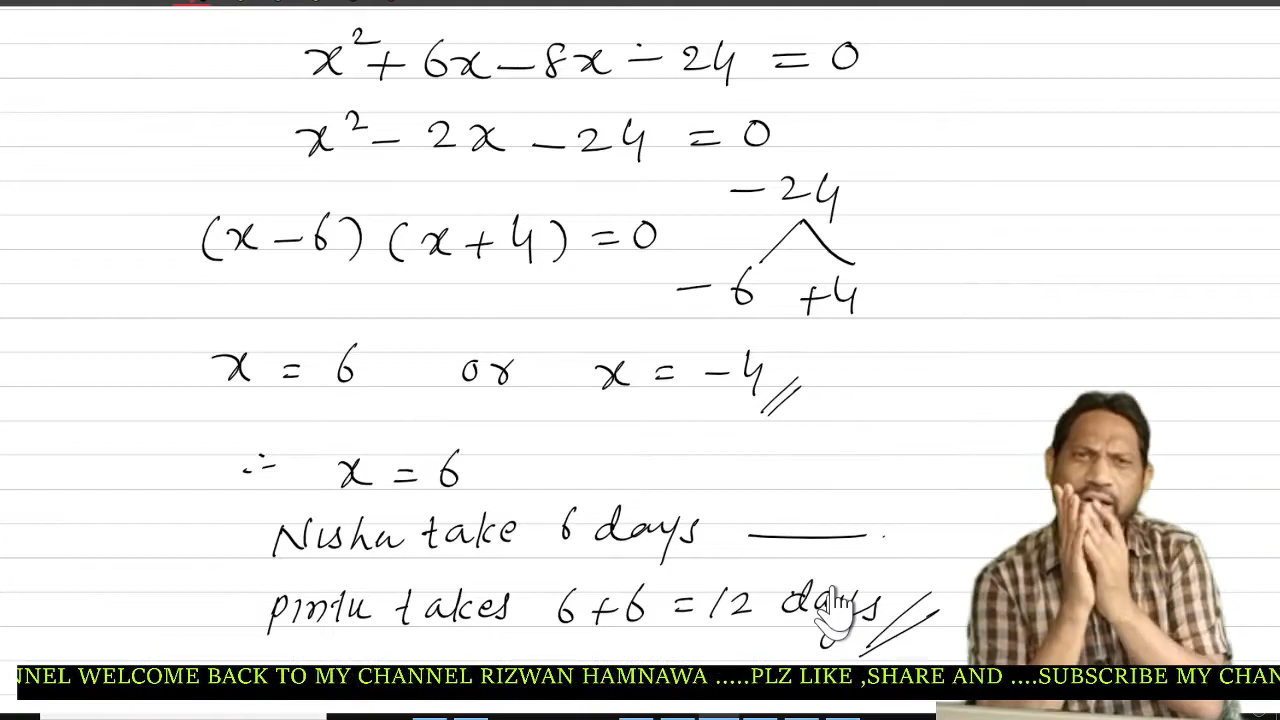 x² + 6x – 8x – 24 = 0
x² – 2x – 24 = 0
– 24
(x – 6) (x + 4) = 0
– 6 +4
x = 6 or x = – 4
∴ x = 6
Nisha take 6 days ——
pintu takes 6 + 6 = 12 days
NNEL WELCOME BACK TO MY CHANNEL RIZWAN HAMNAWA .....PLZ LIKE ,SHARE AND ....SUBSCRIBE MY CHAN